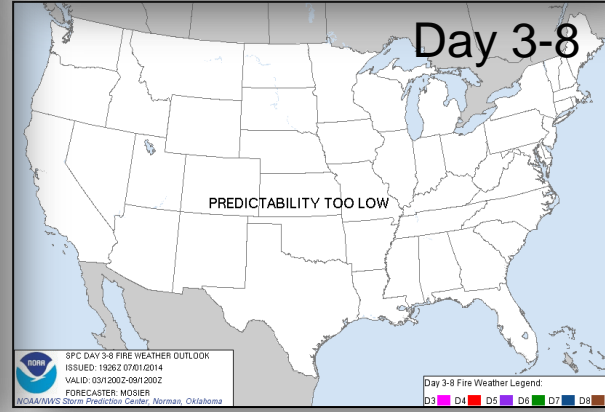 Day 3-8
PREDICTABILITY TOO LOW
NOAA
SPC DAY 3-8 FIRE WEATHER OUTLOOK
ISSUED: 1926Z 07/01/2014
VALID: 03/1200Z-09/1200Z
FORECASTER: MOSIER
NOAA/NWS Storm Prediction Center, Norman, Oklahoma
Day 3-8 Fire Weather Legend:
D3 D4 D5 D6 D7 D8